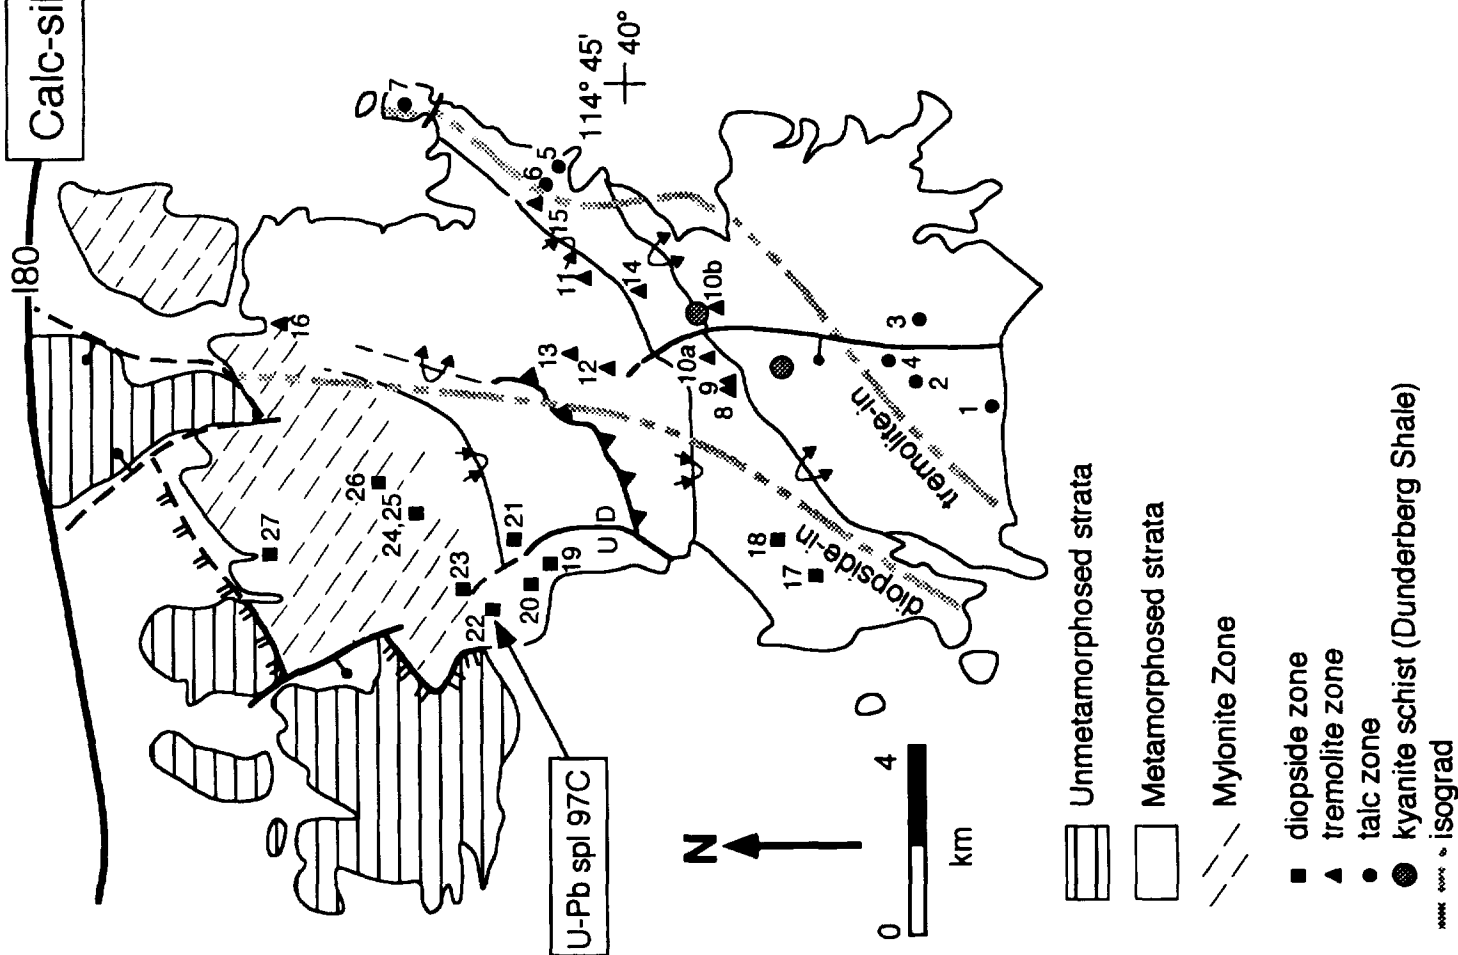 Calc-sil
I80
7
114° 45'
40°
5
6
15
11
14
16
13
12
10b
10a
9
8
3
4
2
1
tremolite-in
diopside-in
26
24,25
27
21
23
22
20
19
U D
18
17
U-Pb spl 97C
N
0 4
km
Unmetamorphosed strata
Metamorphosed strata
Mylonite Zone
diopside zone
tremolite zone
talc zone
kyanite schist (Dunderberg Shale)
isograd